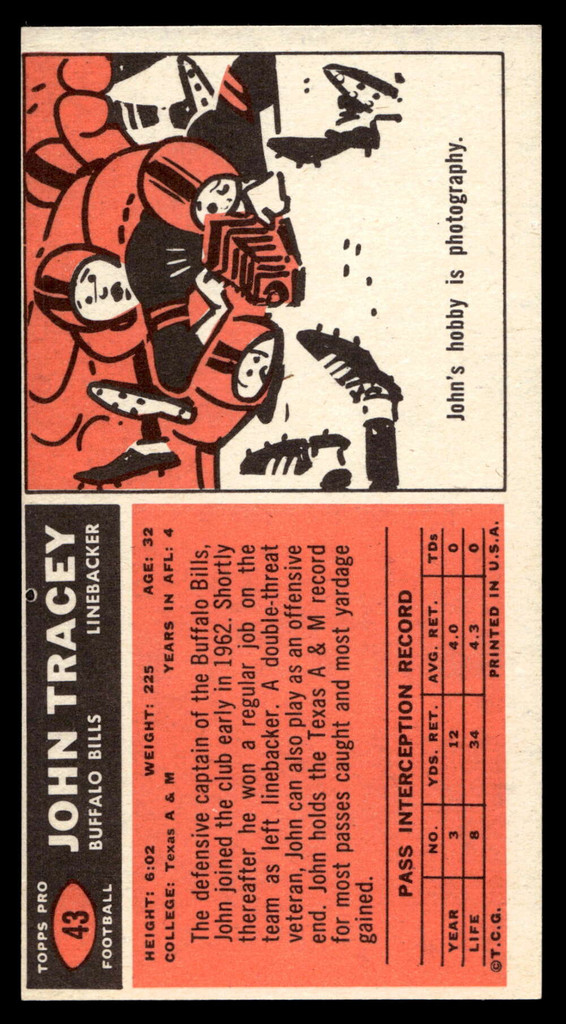 TOPPS PRO
43
FOOTBALL
JOHN TRACEY
BUFFALO BILLS LINEBACKER
HEIGHT: 6:02 WEIGHT: 225 AGE: 32
COLLEGE: Texas A & M YEARS IN AFL: 4
The defensive captain of the Buffalo Bills,
John joined the club early in 1962. Shortly
thereafter he won a regular job on the
team as left linebacker. A double-threat
veteran, John can also play as an offensive
end. John holds the Texas A & M record
for most passes caught and most yardage
gained.
PASS INTERCEPTION RECORD
NO. YDS. RET. AVG. RET. TDs
YEAR 3 12 4.0 0
LIFE 8 34 4.3 0
©T.C.G. PRINTED IN U.S.A.
John's hobby is photography.